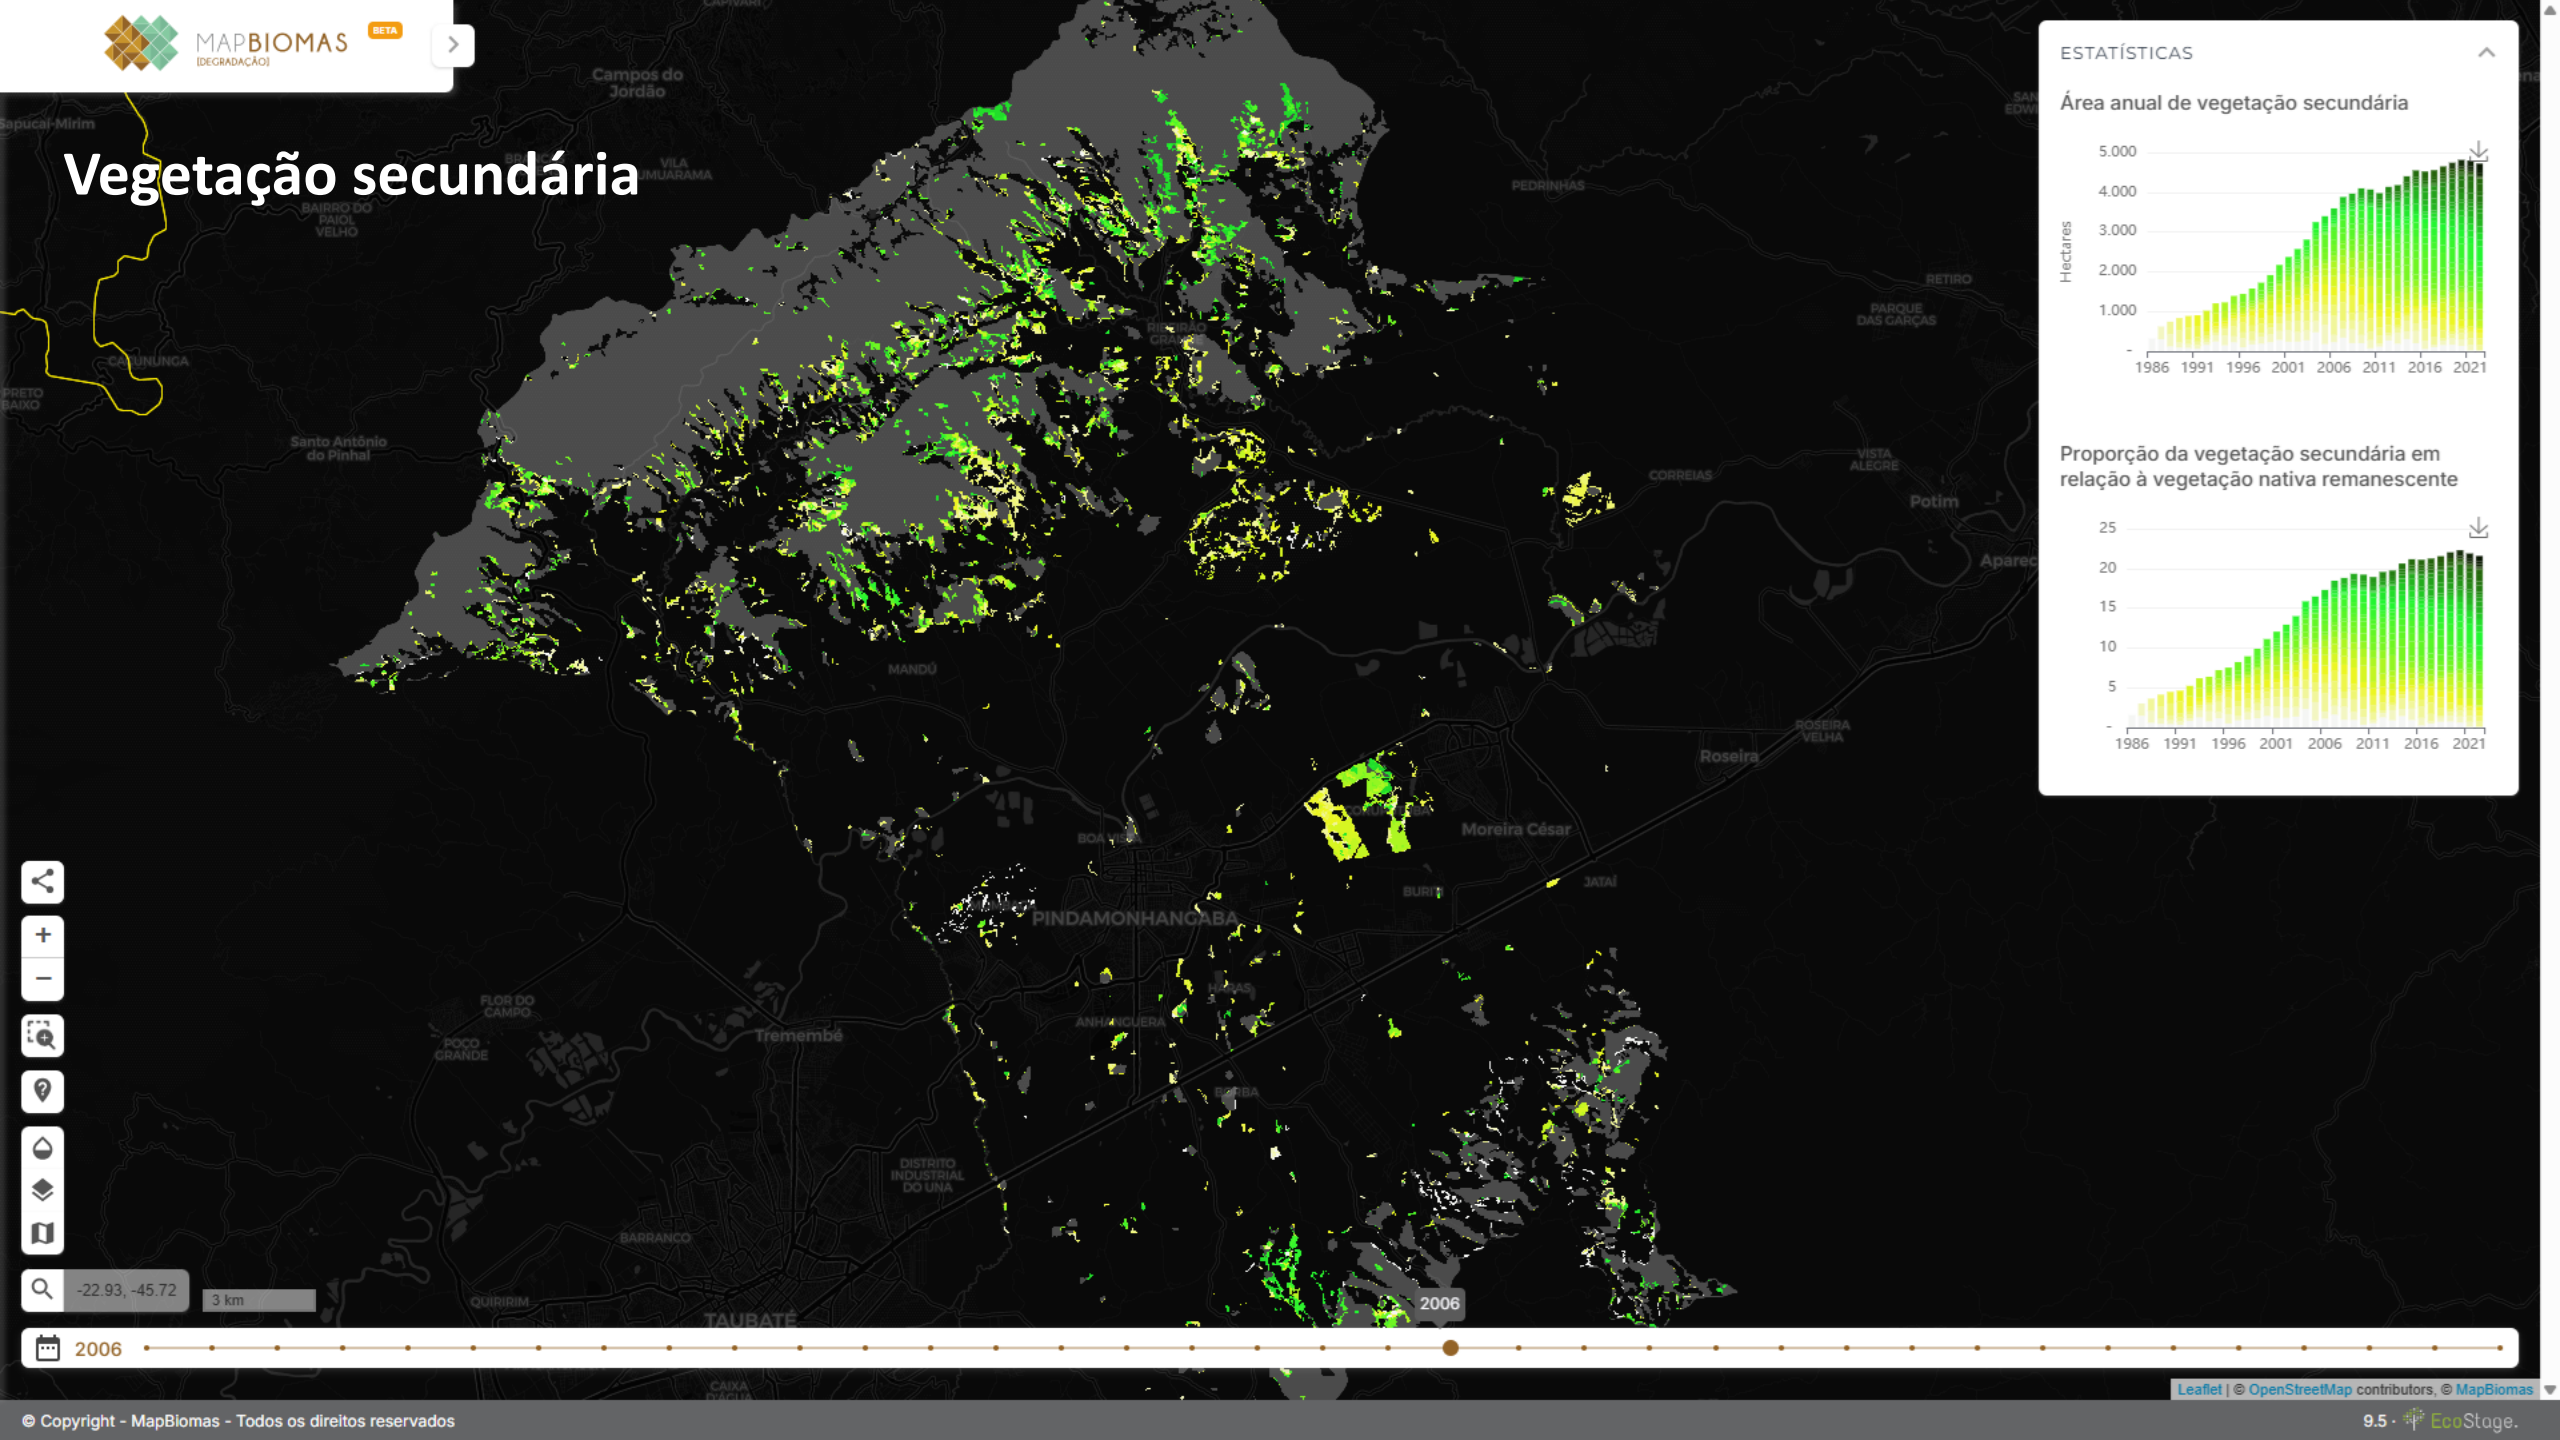 MAPBIOMAS
[DEGRADAÇÃO]
BETA
Vegetação secundária
Campos do
Jordão
Sapucaí-Mirim
VILA
BAIRRO DO
PAIOL
VELHO
PRETO
BAIXO
Santo Antônio
do Pinhal
PEDRINHAS
RETIRO
PARQUE
DAS GARÇAS
VISTA
ALEGRE
CORREIAS
Potim
MANDÚ
ROSEIRA
VELHA
Roseira
Moreira César
JATAÍ
PINDAMONHANGABA
FLOR DO
CAMPO
POÇO
GRANDE
Tremembé
ANHANGUERA
DISTRITO
INDUSTRIAL
DO UNA
BARRANCO
QUIRIRIM
TAUBATÉ
CAIXA
D'ÁGUA
ESTATÍSTICAS
Área anual de vegetação secundária
Hectares
5.000
4.000
3.000
2.000
1.000
-
1986 1991 1996 2001 2006 2011 2016 2021
Proporção da vegetação secundária em
relação à vegetação nativa remanescente
25
20
15
10
5
-
1986 1991 1996 2001 2006 2011 2016 2021
-22.93, -45.72
3 km
2006
2006
Leaflet | © OpenStreetMap contributors, © MapBiomas
© Copyright - MapBiomas - Todos os direitos reservados
9.5 · EcoStage.